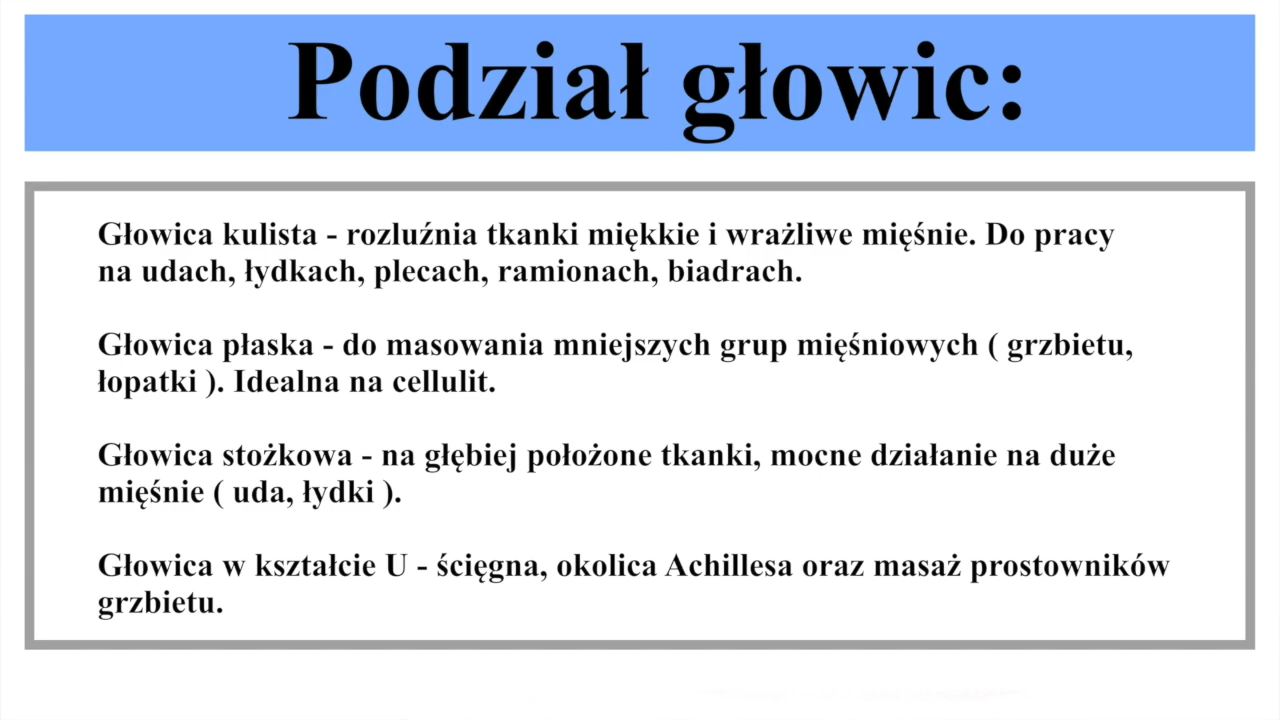 Podział głowic:
Głowica kulista - rozluźnia tkanki miękkie i wrażliwe mięśnie. Do pracy
na udach, łydkach, plecach, ramionach, biadrach.
Głowica płaska - do masowania mniejszych grup mięśniowych ( grzbietu,
łopatki ). Idealna na cellulit.
Głowica stożkowa - na głębiej położone tkanki, mocne działanie na duże
mięśnie ( uda, łydki ).
Głowica w kształcie U - ścięgna, okolica Achillesa oraz masaż prostowników
grzbietu.